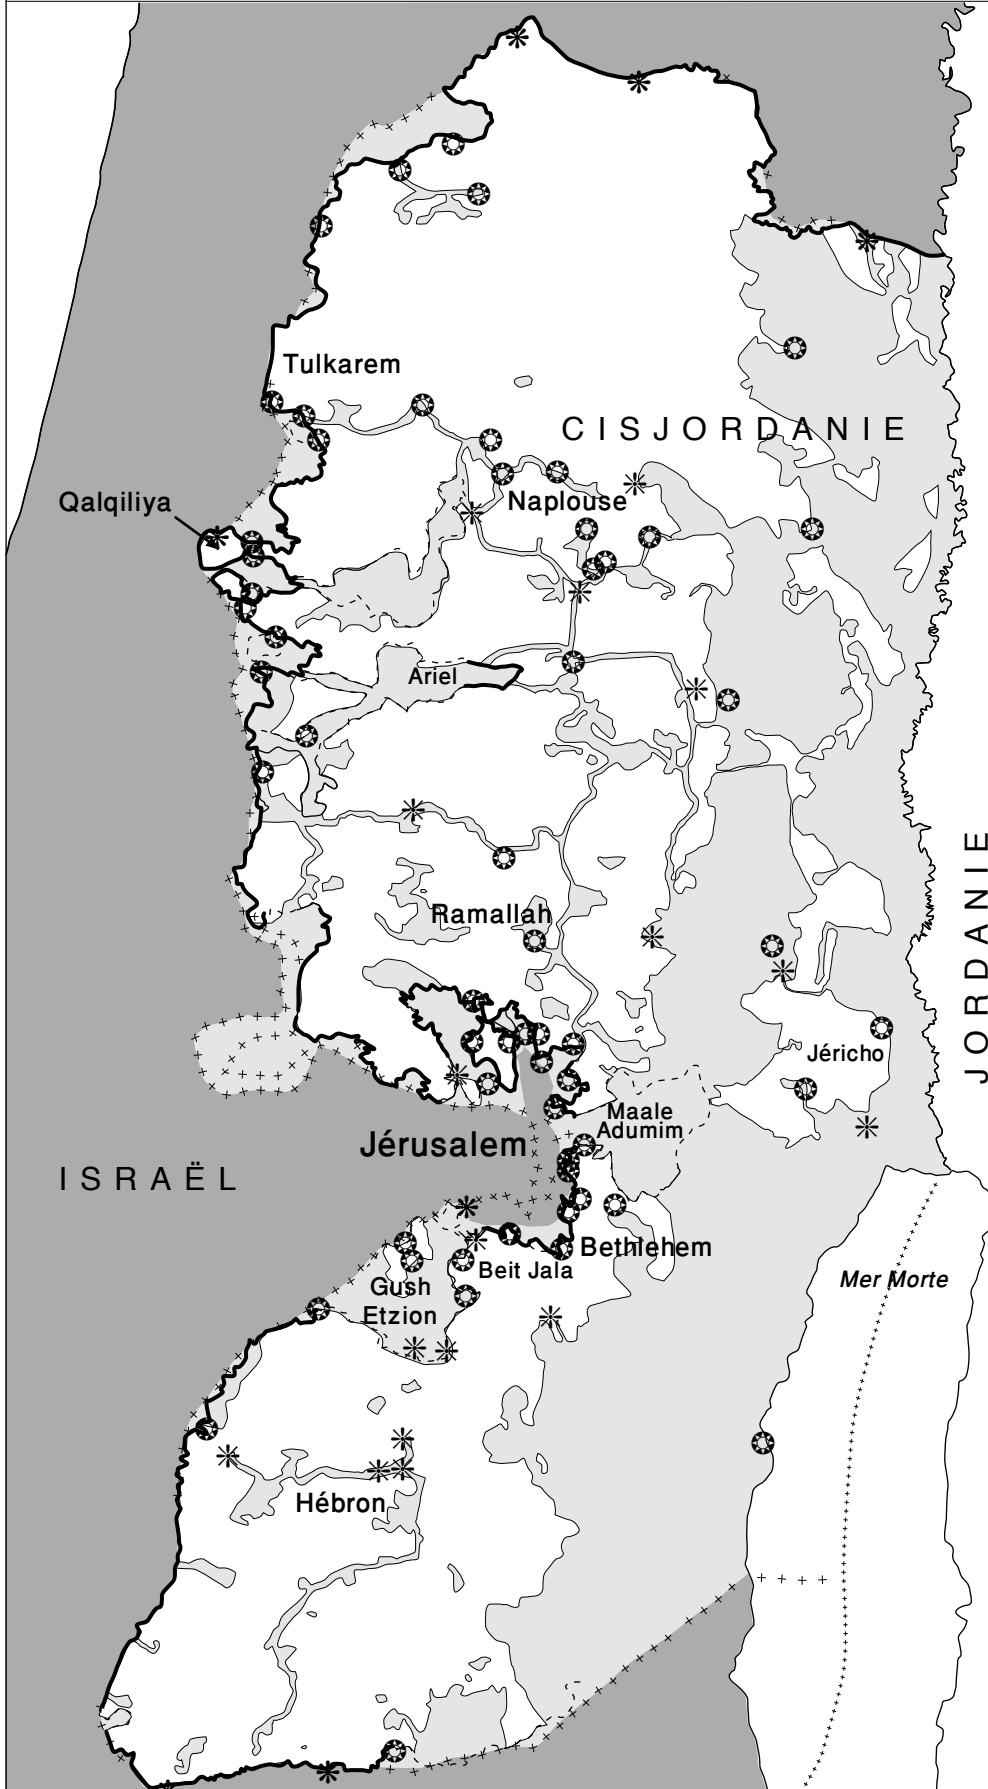 Tulkarem
CISJORDANIE
Qalqiliya
Naplouse
Ariel
JORDANIE
Ramallah
Jéricho
Maale
Adumim
Jérusalem
ISRAËL
Bethlehem
Beit Jala
Gush
Etzion
Mer Morte
Hébron